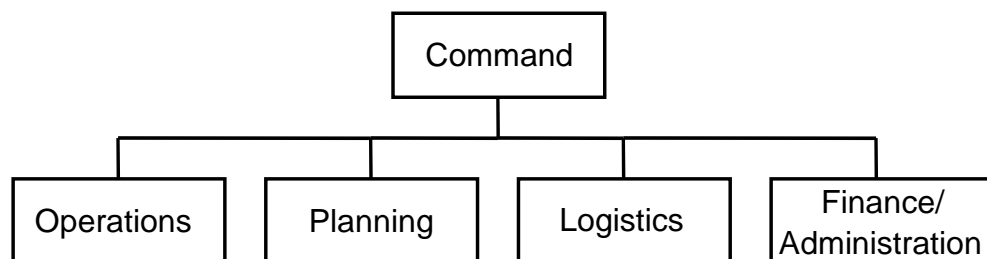 Command
Operations
Planning
Logistics
Finance/
Administration